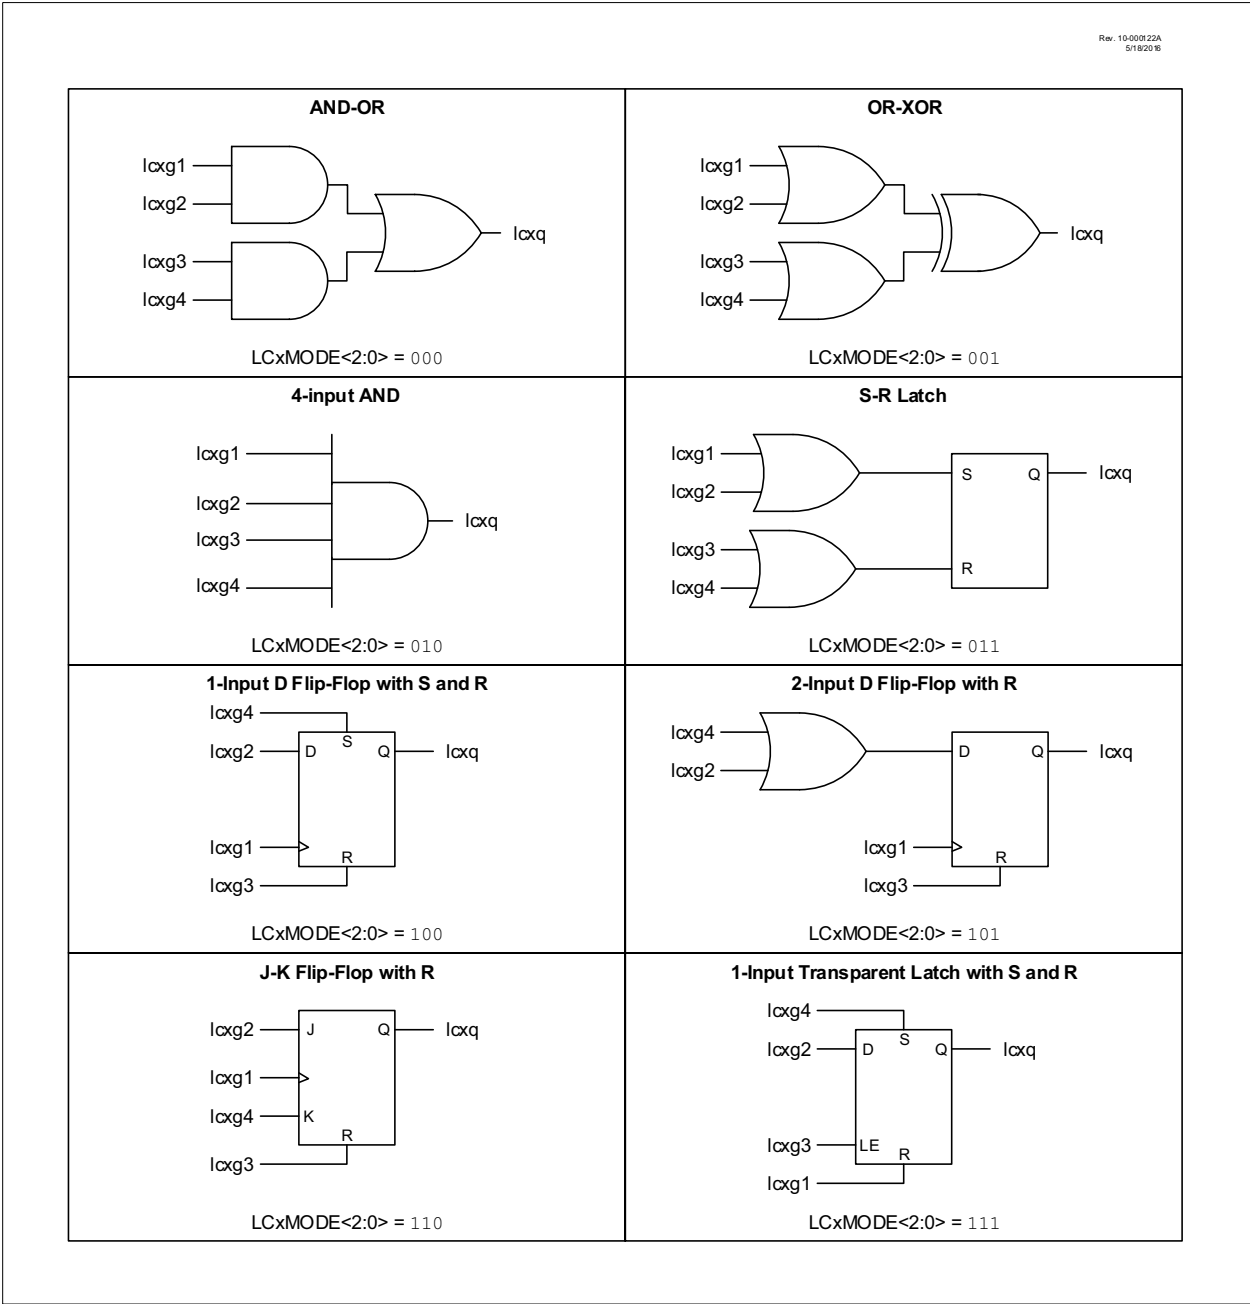 Rev. 10-000122A
5/18/2016
AND-OR
lcxg1
lcxg2
lcxg3
lcxg4
lcxq
LCxMODE<2:0> = 000
OR-XOR
lcxg1
lcxg2
lcxg3
lcxg4
lcxq
LCxMODE<2:0> = 001
4-input AND
lcxg1
lcxg2
lcxg3
lcxg4
lcxq
LCxMODE<2:0> = 010
S-R Latch
lcxg1
lcxg2
lcxg3
lcxg4
S
Q
lcxq
R
LCxMODE<2:0> = 011
1-Input D Flip-Flop with S and R
lcxg4
S
lcxg2
D
Q
lcxq
lcxg1
R
lcxg3
LCxMODE<2:0> = 100
2-Input D Flip-Flop with R
lcxg4
lcxg2
D
Q
lcxq
lcxg1
R
lcxg3
LCxMODE<2:0> = 101
J-K Flip-Flop with R
lcxg2
J
Q
lcxq
lcxg1
lcxg4
K
R
lcxg3
LCxMODE<2:0> = 110
1-Input Transparent Latch with S and R
lcxg4
S
lcxg2
D
Q
lcxq
lcxg3
LE
R
lcxg1
LCxMODE<2:0> = 111